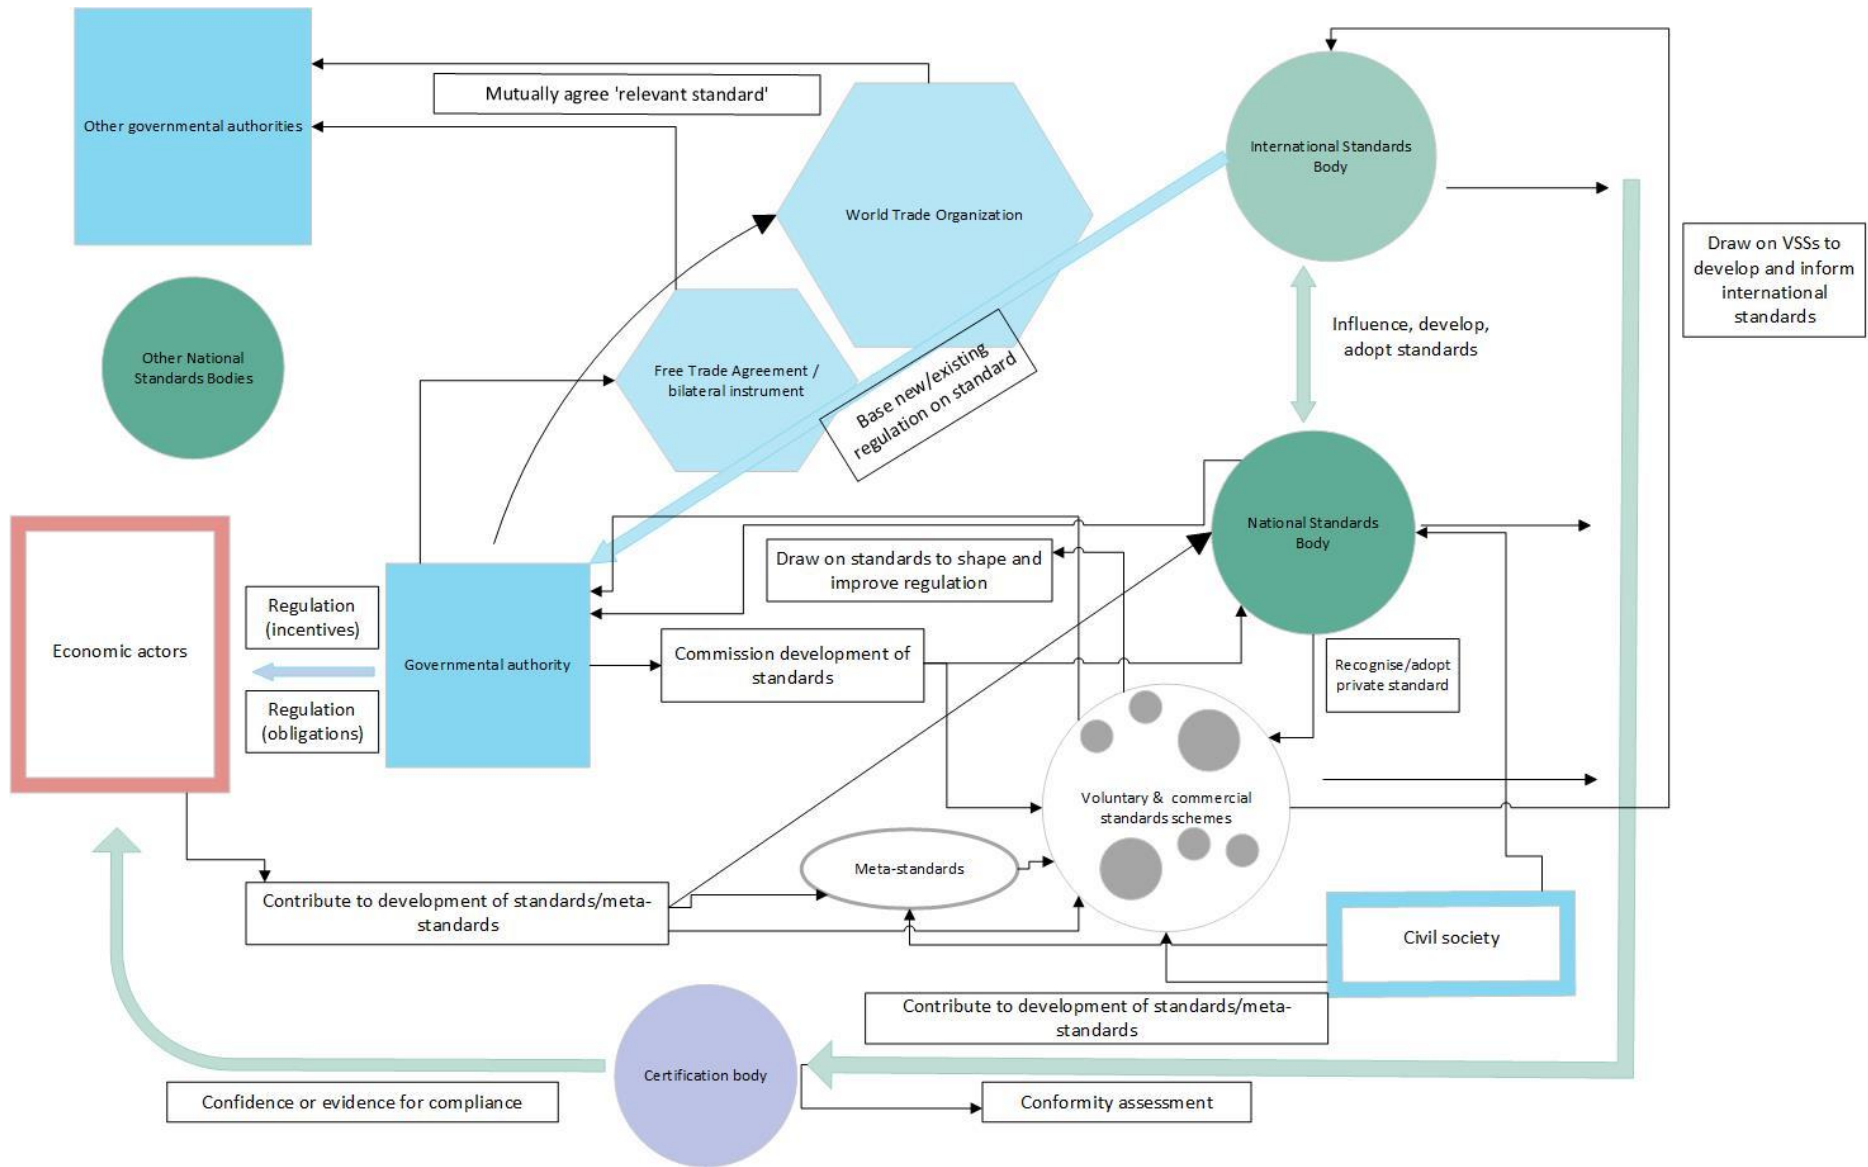 Other governmental authorities
Mutually agree 'relevant standard'
World Trade Organization
International Standards
Body
Draw on VSSs to
develop and inform
international
standards
Other National
Standards Bodies
Free Trade Agreement /
bilateral instrument
Base new/existing
regulation on standard
Influence, develop,
adopt standards
National Standards
Body
Draw on standards to shape and
improve regulation
Economic actors
Regulation
(incentives)
Regulation
(obligations)
Governmental authority
Commission development of
standards
Recognise/adopt
private standard
Voluntary & commercial
standards schemes
Meta-standards
Contribute to development of standards/meta-
standards
Civil society
Contribute to development of standards/meta-
standards
Certification body
Confidence or evidence for compliance
Conformity assessment